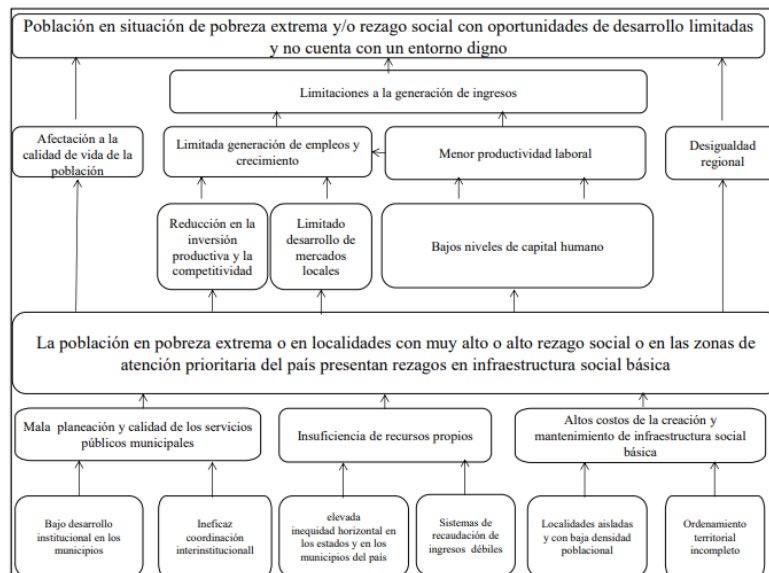 Población en situación de pobreza extrema y/o rezago social con oportunidades de desarrollo limitadas
y no cuenta con un entorno digno
Limitaciones a la generación de ingresos
Afectación a la
calidad de vida de la
población
Limitada generación de empleos y
crecimiento
Menor productividad laboral
Desigualdad
regional
Reducción en la
inversión
productiva y la
competitividad
Limitado
desarrollo de
mercados
locales
Bajos niveles de capital humano
La población en pobreza extrema o en localidades con muy alto o alto rezago social o en las zonas de
atención prioritaria del país presentan rezagos en infraestructura social básica
Mala planeación y calidad de los servicios
públicos municipales
Insuficiencia de recursos propios
Altos costos de la creación y
mantenimiento de infraestructura social
básica
Bajo desarrollo
institucional en los
municipios
Ineficaz
coordinación
interinstitucionall
elevada
inequidad horizontal en
los estados y en los
municipios del país
Sistemas de
recaudación de
ingresos débiles
Localidades aisladas
y con baja densidad
poblacional
Ordenamiento
territorial
incompleto